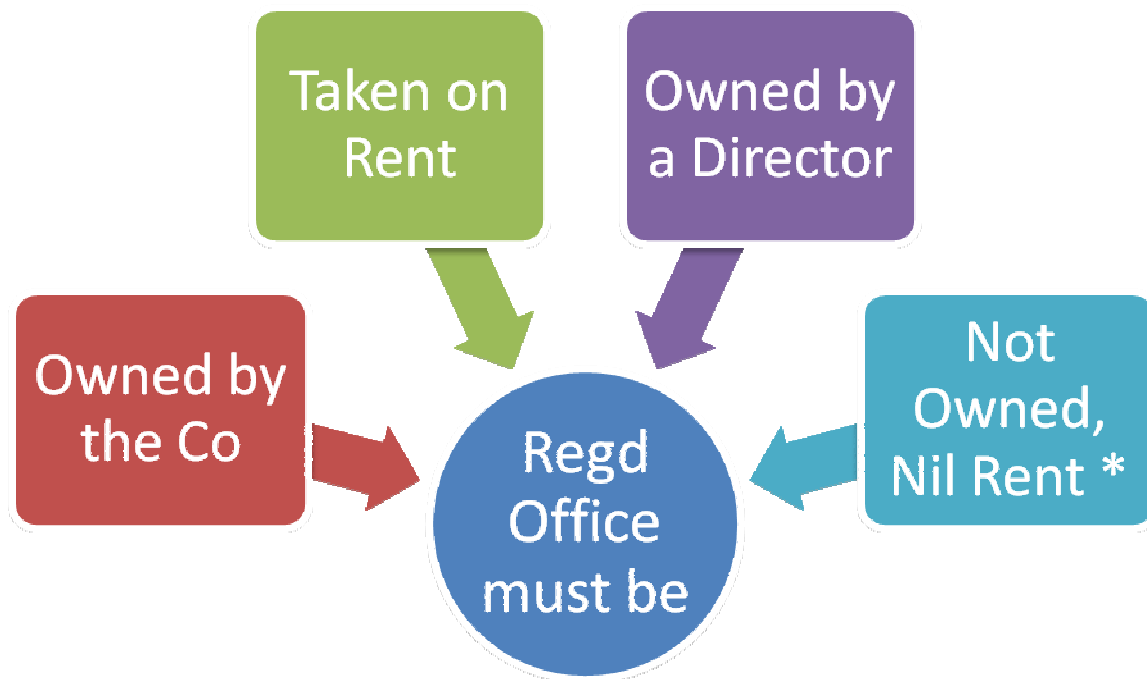 Taken on
Rent
Owned by
a Director
Owned by
the Co
Not
Owned,
Nil Rent *
Regd
Office
must be